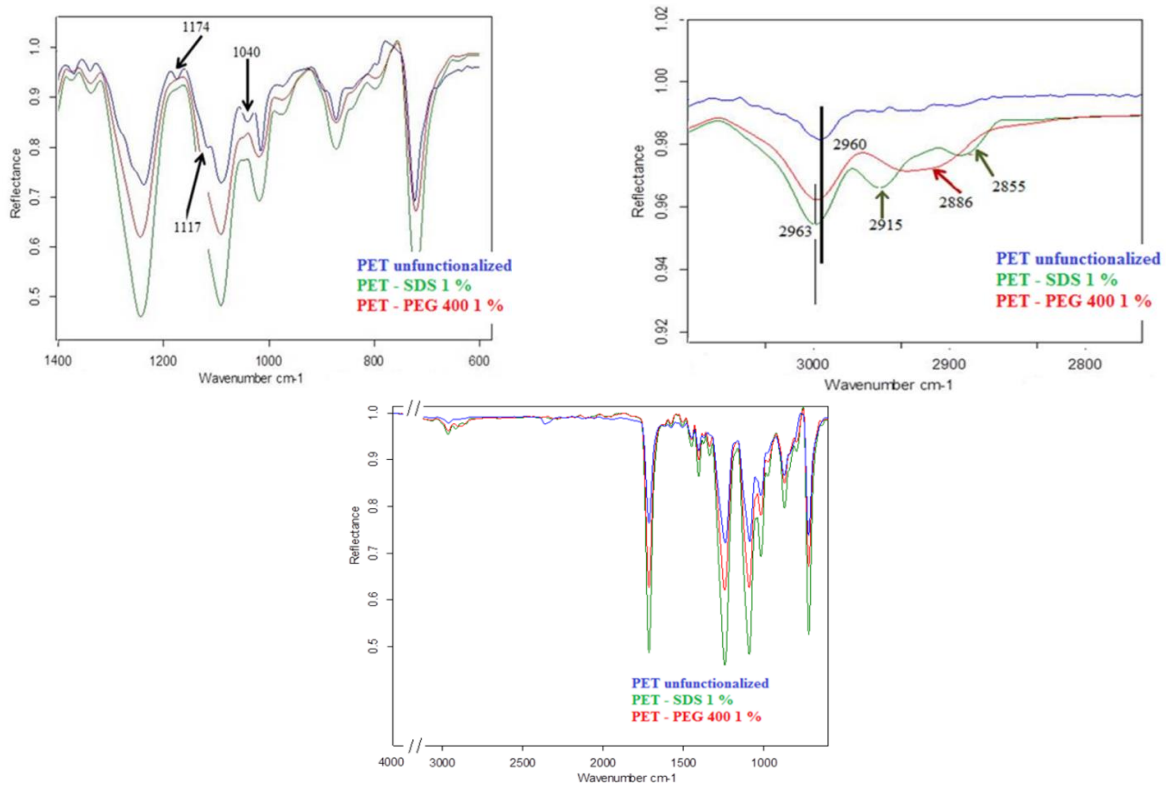 1174
1040
1117
1.0
0.9
0.8
0.7
0.6
0.5
Reflectance
PET unfunctionalized
PET - SDS 1 %
PET - PEG 400 1 %
1400 1200 1000 800 600
Wavenumber cm-1
1.02
1.00
0.98
0.96
0.94
0.92
Reflectance
2960
2855
2886
2963
2915
PET unfunctionalized
PET - SDS 1 %
PET - PEG 400 1 %
3000 2900 2800
Wavenumber cm-1
//
1.0
0.9
0.8
0.7
0.6
0.5
Reflectance
PET unfunctionalized
PET - SDS 1 %
PET - PEG 400 1 %
//
4000 3000 2500 2000 1500 1000
Wavenumber cm-1